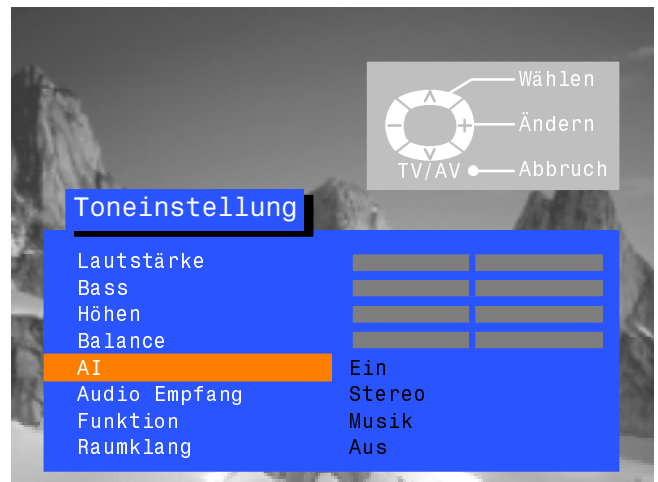 Wählen
Ändern
TV/AV Abbruch
Toneinstellung
Lautstärke
Bass
Höhen
Balance
AI Ein
Audio Empfang Stereo
Funktion Musik
Raumklang Aus